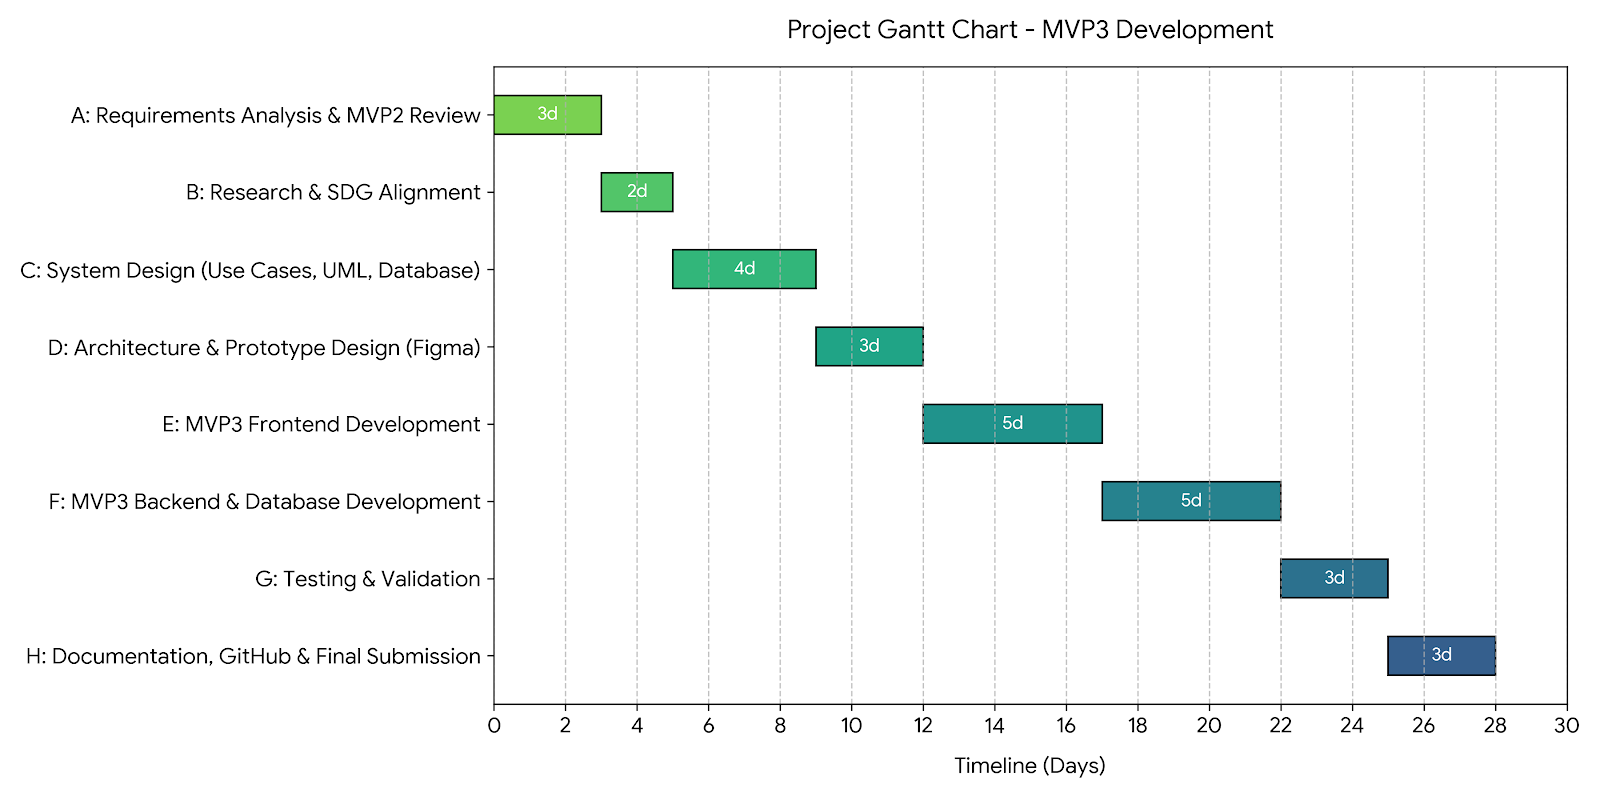 Project Gantt Chart - MVP3 Development
A: Requirements Analysis & MVP2 Review
3d
B: Research & SDG Alignment
2d
C: System Design (Use Cases, UML, Database)
4d
D: Architecture & Prototype Design (Figma)
3d
E: MVP3 Frontend Development
5d
F: MVP3 Backend & Database Development
5d
G: Testing & Validation
3d
H: Documentation, GitHub & Final Submission
3d
0 2 4 6 8 10 12 14 16 18 20 22 24 26 28 30
Timeline (Days)